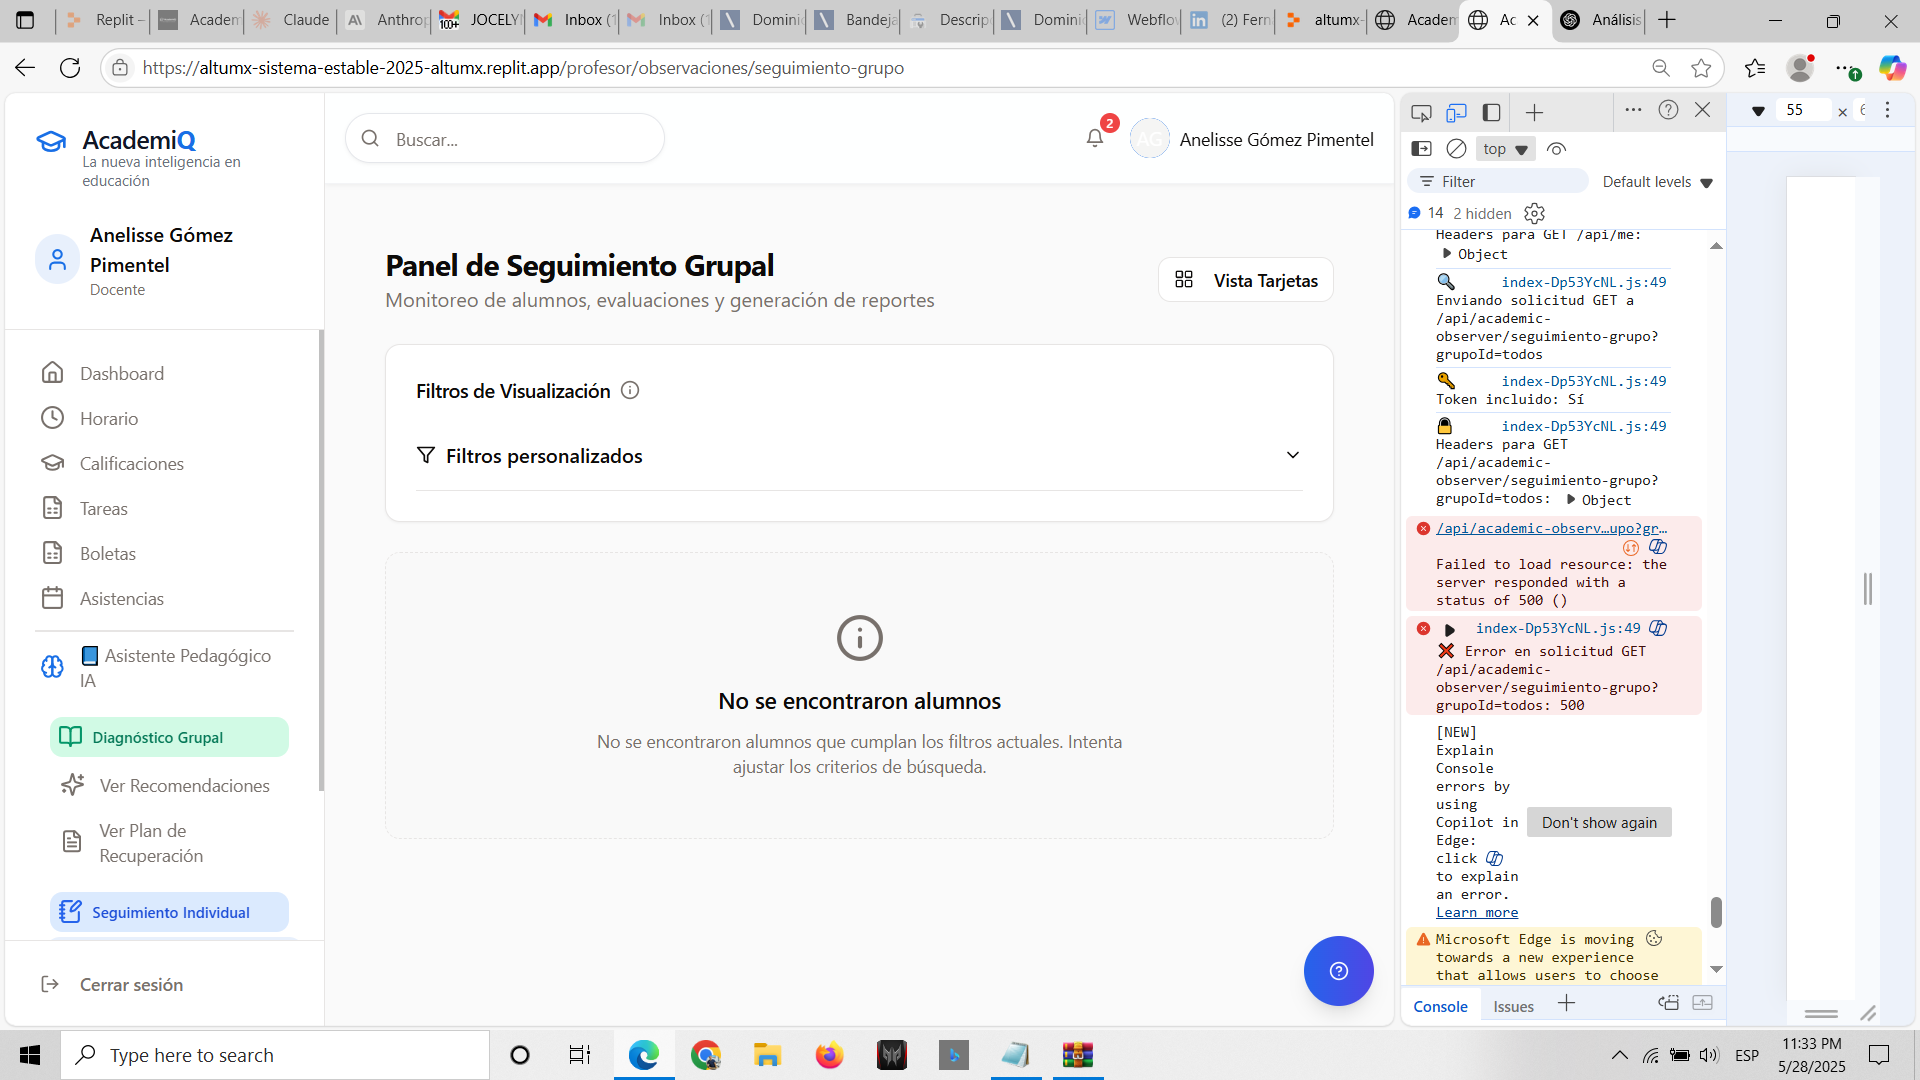 Replit –
Academ
Claude
Anthrop
JOCELY
Inbox (1
Inbox (1
Dominic
Bandeja
Descrip
Dominic
Webflow
(2) Fern
altumx-
Academ
Ac
Análisis
https://altumx-sistema-estable-2025-altumx.replit.app/profesor/observaciones/seguimiento-grupo
AcademiQ
La nueva inteligencia en
educación
Anelisse Gómez
Pimentel
Docente
Dashboard
Horario
Calificaciones
Tareas
Boletas
Asistencias
Asistente Pedagógico
IA
Diagnóstico Grupal
Ver Recomendaciones
Ver Plan de
Recuperación
Seguimiento Individual
Cerrar sesión
Buscar...
2
AG
Anelisse Gómez Pimentel
Panel de Seguimiento Grupal
Monitoreo de alumnos, evaluaciones y generación de reportes
Vista Tarjetas
Filtros de Visualización
Filtros personalizados
No se encontraron alumnos
No se encontraron alumnos que cumplan los filtros actuales. Intenta
ajustar los criterios de búsqueda.
55 × 6
top
Filter
Default levels
14 2 hidden
Headers para GET /api/me:
Object
index-Dp53YcNL.js:49
Enviando solicitud GET a
/api/academic-
observer/seguimiento-grupo?
grupoId=todos
index-Dp53YcNL.js:49
Token incluido: Sí
index-Dp53YcNL.js:49
Headers para GET
/api/academic-
observer/seguimiento-grupo?
grupoId=todos: Object
/api/academic-observ…upo?gr…
Failed to load resource: the
server responded with a
status of 500 ()
index-Dp53YcNL.js:49
❌ Error en solicitud GET
/api/academic-
observer/seguimiento-grupo?
grupoId=todos: 500
[NEW]
Explain
Console
errors by
using
Copilot in
Edge:
click
to explain
an error.
Learn more
Don't show again
Microsoft Edge is moving
towards a new experience
that allows users to choose
Console
Issues
Type here to search
ESP
11:33 PM
5/28/2025